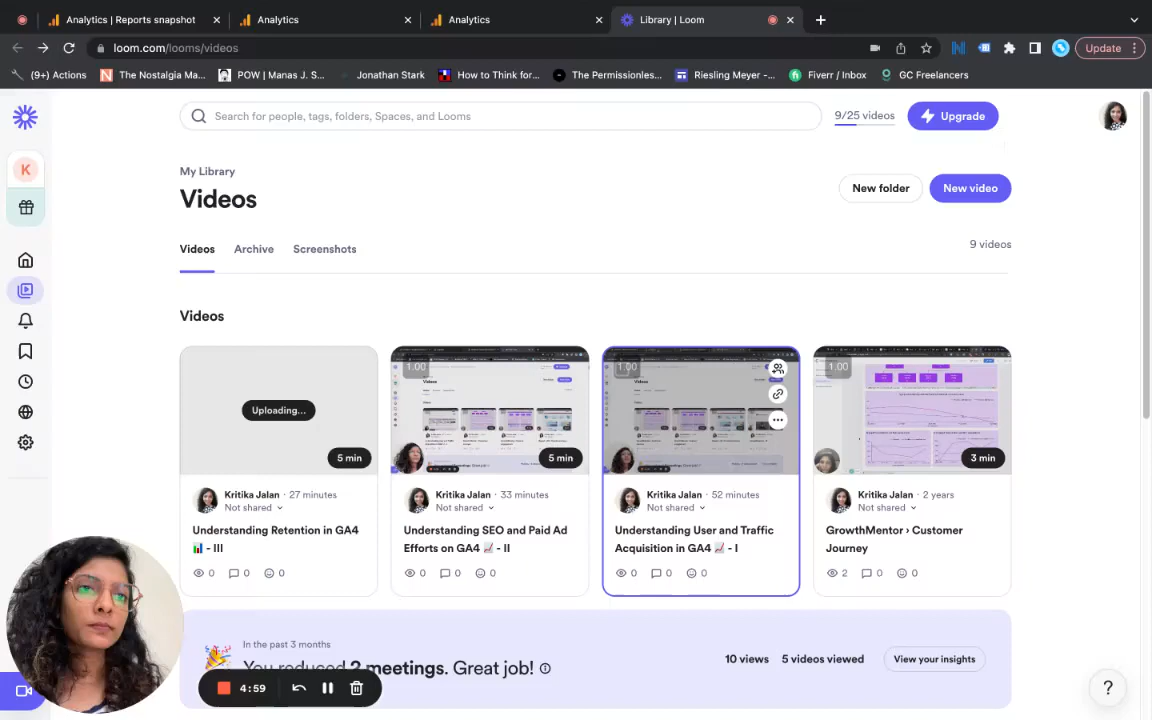 Analytics | Reports snapshot
Analytics
Analytics
Library | Loom
loom.com/looms/videos
Update
(9+) Actions
The Nostalgia Ma...
POW | Manas J. S...
Jonathan Stark
How to Think for...
The Permissionless...
Riesling Meyer -...
Fiverr / Inbox
GC Freelancers
Search for people, tags, folders, Spaces, and Looms
9/25 videos
Upgrade
K
My Library
Videos
New folder
New video
Videos
Archive
Screenshots
9 videos
Videos
Uploading...
5 min
1.00
5 min
1.00
1.00
3 min
Kritika Jalan · 27 minutes
Not shared
Understanding Retention in GA4
📊 - III
0 0 0
Kritika Jalan · 33 minutes
Not shared
Understanding SEO and Paid Ad
Efforts on GA4 📈 - II
0 0 0
Kritika Jalan · 52 minutes
Not shared
Understanding User and Traffic
Acquisition in GA4 📈 - I
0 0 0
Kritika Jalan · 2 years
Not shared
GrowthMentor › Customer
Journey
2 0 0
In the past 3 months
You reduced 2 meetings. Great job!
10 views
5 videos viewed
View your insights
4:59
?